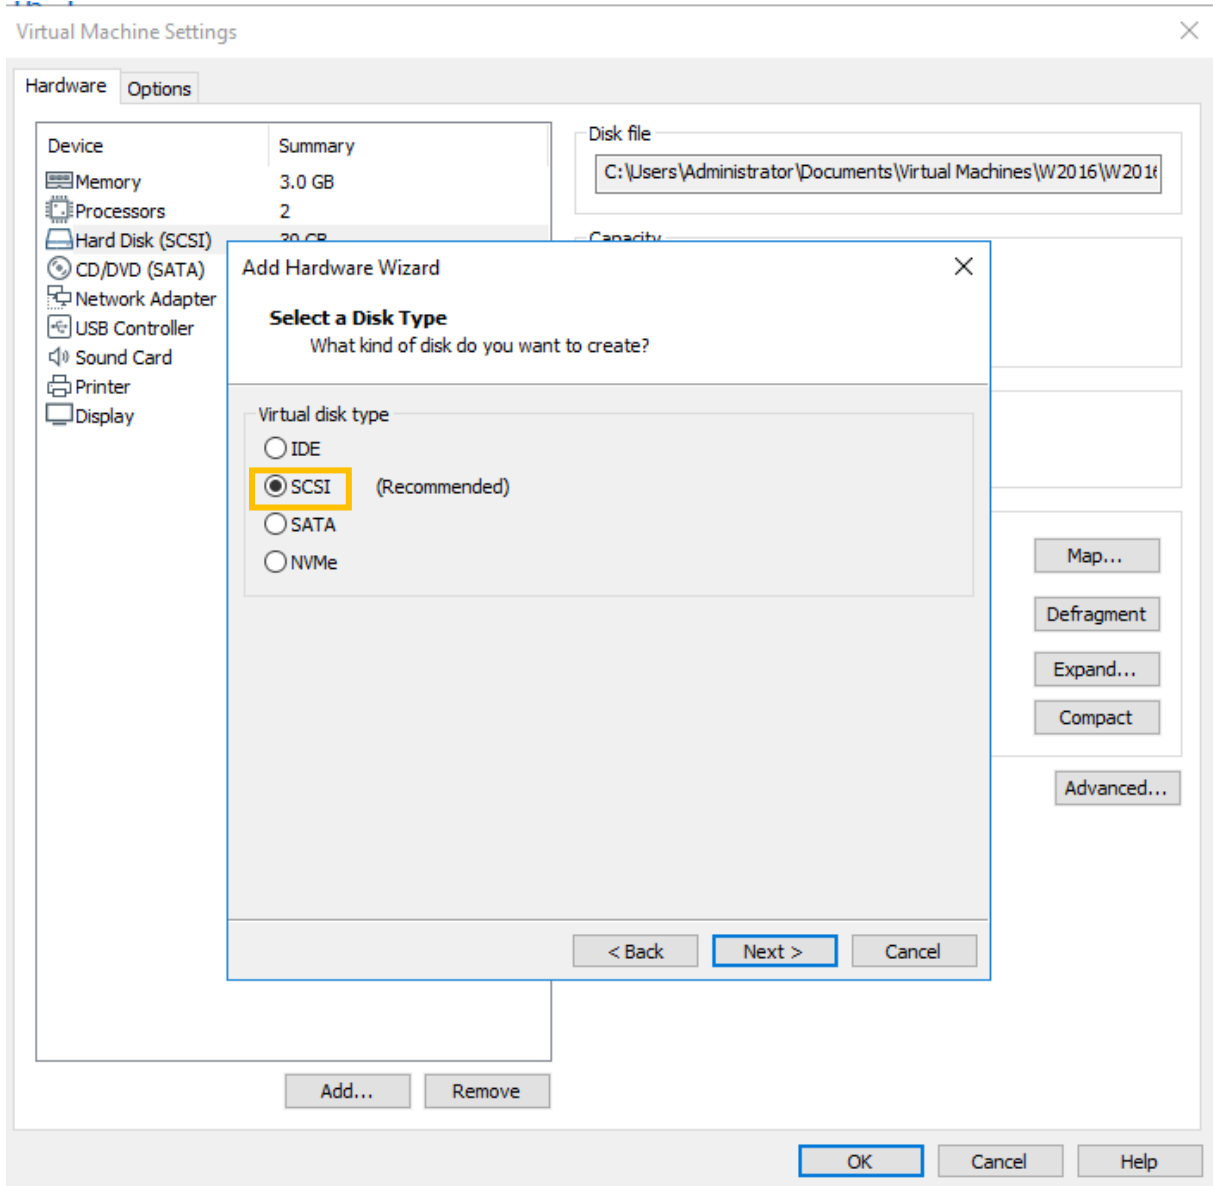 Virtual Machine Settings
Hardware Options
Device Summary
Memory 3.0 GB
Processors 2
Hard Disk (SCSI)
CD/DVD (SATA)
Network Adapter
USB Controller
Sound Card
Printer
Display
Disk file
C:\Users\Administrator\Documents\Virtual Machines\W2016\W2016
Capacity
Add Hardware Wizard
Select a Disk Type
What kind of disk do you want to create?
Virtual disk type
IDE
SCSI (Recommended)
SATA
NVMe
< Back Next > Cancel
Map...
Defragment
Expand...
Compact
Advanced...
Add... Remove
OK Cancel Help